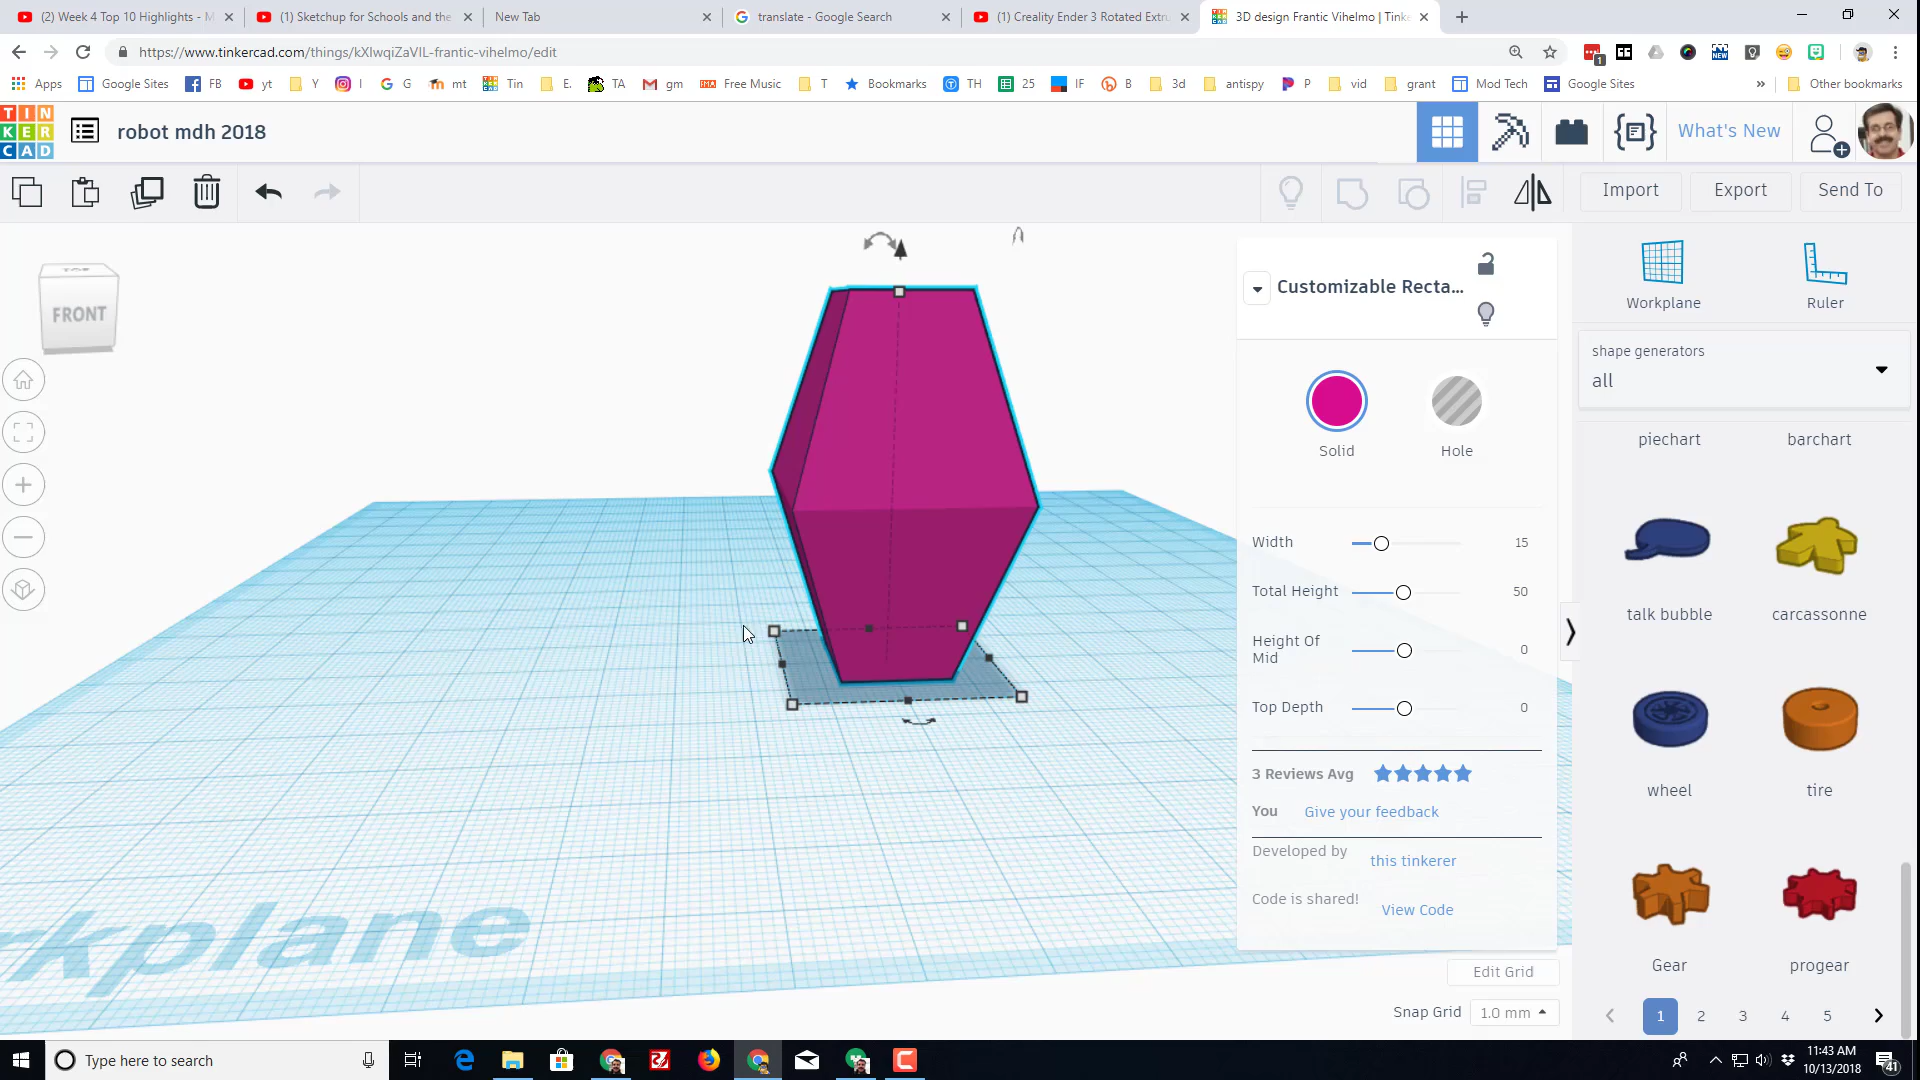 (2) Week 4 Top 10 Highlights - M
(1) Sketchup for Schools and the
New Tab
translate - Google Search
(1) Creality Ender 3 Rotated Extru
3D design Frantic Vihelmo | Tinke
https://www.tinkercad.com/things/kXIwqiZaVIL-frantic-vihelmo/edit
1
NEW
Apps
Google Sites
FB
yt
Y
I
G
mt
Tin
E.
TA
gm
Free Music
T
Bookmarks
TH
25
IF
B
3d
antispy
P
vid
grant
Mod Tech
Google Sites
Other bookmarks
TIN
KER
CAD
robot mdh 2018
What's New
Import
Export
Send To
TOP
FRONT
Customizable Recta...
Solid
Hole
Width 15
Total Height 50
Height Of
Mid 0
Top Depth 0
3 Reviews Avg
You Give your feedback
Developed by this tinkerer
Code is shared! View Code
Edit Grid
Snap Grid 1.0 mm
Workplane
Ruler
shape generators
all
piechart
barchart
talk bubble
carcassonne
wheel
tire
Gear
progear
1 2 3 4 5
rkplane
Type here to search
11:43 AM
10/13/2018
41